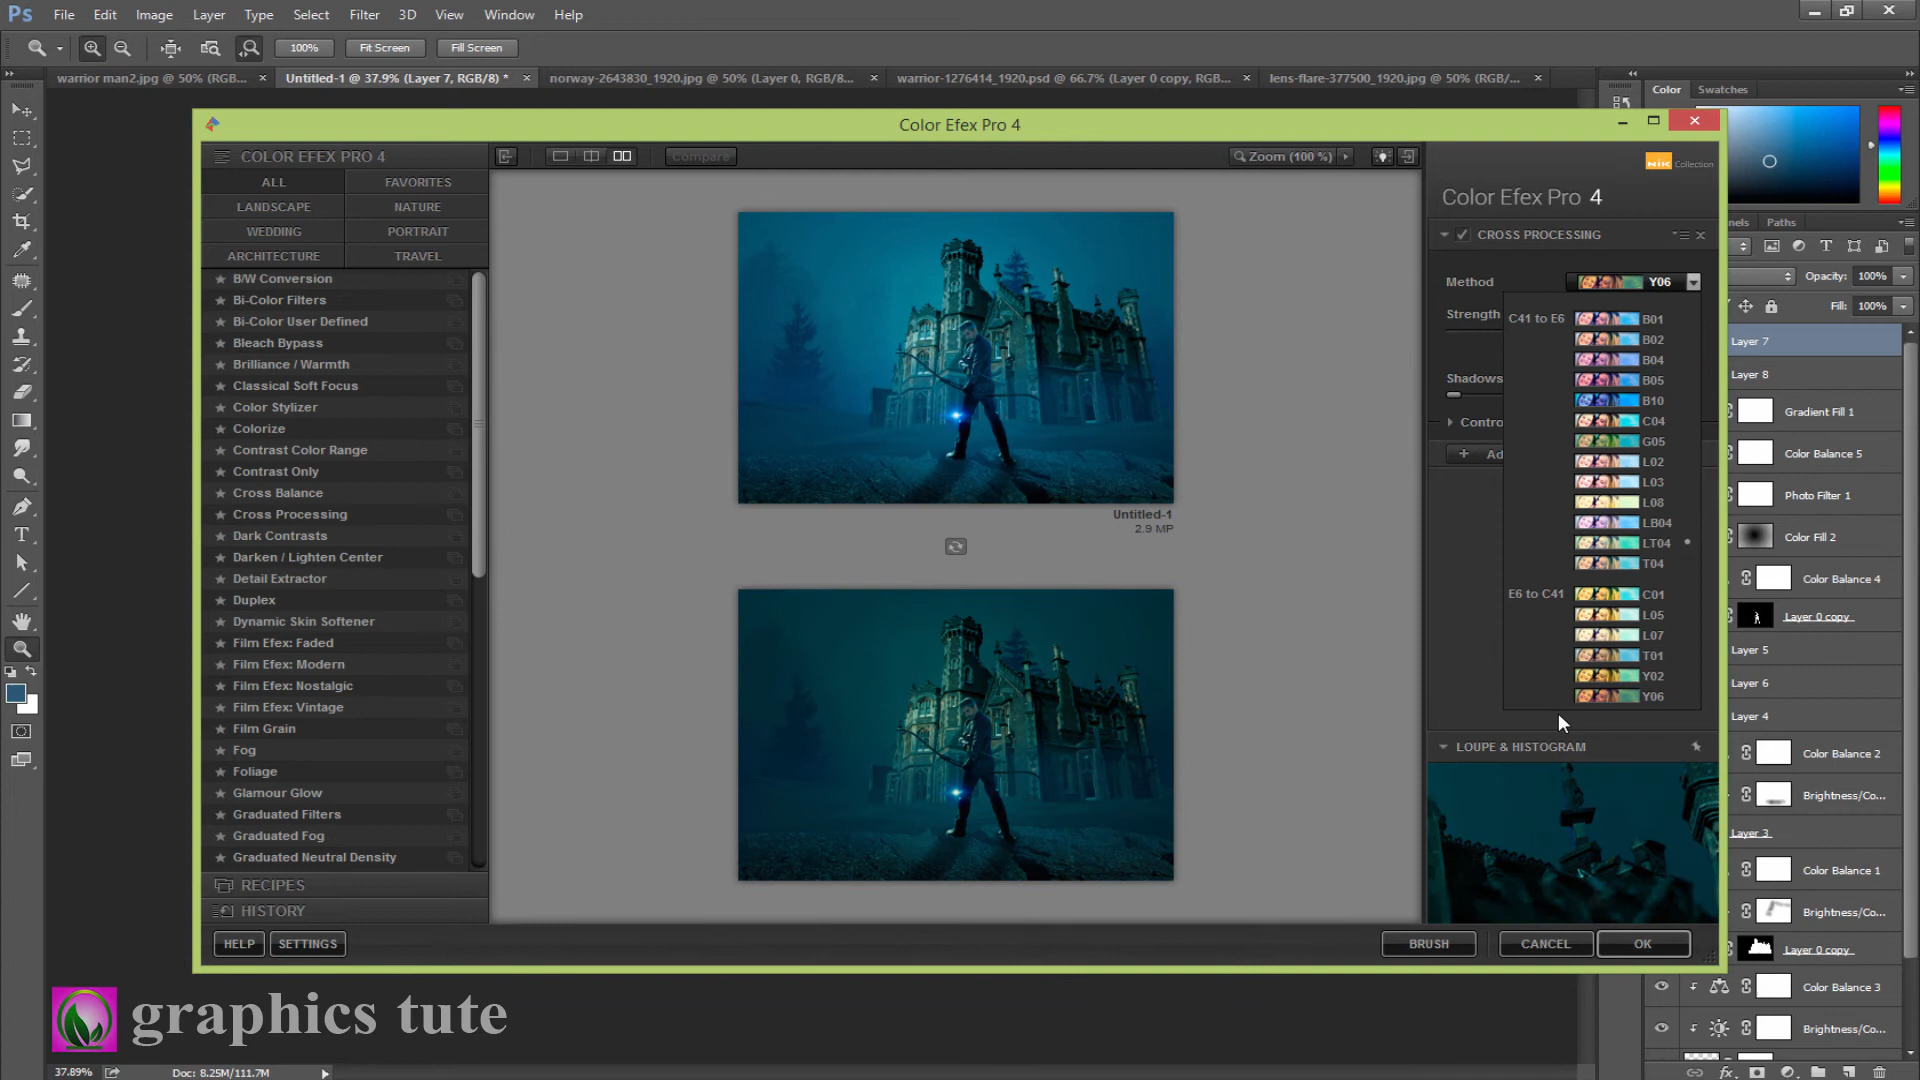 Ps File Edit Image Layer Type Select Filter 3D View Window Help
100% Fit Screen Fill Screen
warrior man2.jpg @ 50% (RGB... × Untitled-1 @ 37.9% (Layer 7, RGB/8) * × norway-2643830_1920.jpg @ 50% (Layer 0, RGB/8... × warrior-1276414_1920.psd @ 66.7% (Layer 0 copy, RGB... × lens-flare-377500_1920.jpg @ 50% (RGB/... ×
Color Swatches
Color Efex Pro 4
COLOR EFEX PRO 4
Compare
Zoom (100 %)
ALL FAVORITES
LANDSCAPE NATURE
WEDDING PORTRAIT
ARCHITECTURE TRAVEL
B/W Conversion
Bi-Color Filters
Bi-Color User Defined
Bleach Bypass
Brilliance / Warmth
Classical Soft Focus
Color Stylizer
Colorize
Contrast Color Range
Contrast Only
Cross Balance
Cross Processing
Dark Contrasts
Darken / Lighten Center
Detail Extractor
Duplex
Dynamic Skin Softener
Film Efex: Faded
Film Efex: Modern
Film Efex: Nostalgic
Film Efex: Vintage
Film Grain
Fog
Foliage
Glamour Glow
Graduated Filters
Graduated Fog
Graduated Neutral Density
RECIPES
HISTORY
HELP SETTINGS
Untitled-1
2.9 MP
Nik Collection
Color Efex Pro 4
CROSS PROCESSING
Method Y06
Strength
Shadows
Contro
+ Ad
C41 to E6 B01
B02
B04
B05
B10
C04
G05
L02
L03
L08
LB04
LT04
T04
E6 to C41 C01
L05
L07
T01
Y02
Y06
LOUPE & HISTOGRAM
BRUSH CANCEL OK
nels Paths
Opacity: 100%
Fill: 100%
Layer 7
Layer 8
Gradient Fill 1
Color Balance 5
Photo Filter 1
Color Fill 2
Color Balance 4
Layer 0 copy
Layer 5
Layer 6
Layer 4
Color Balance 2
Brightness/Co...
Layer 3
Color Balance 1
Brightness/Co...
Layer 0 copy
Color Balance 3
Brightness/Co...
fx
graphics tute
37.89% Doc: 8.25M/111.7M